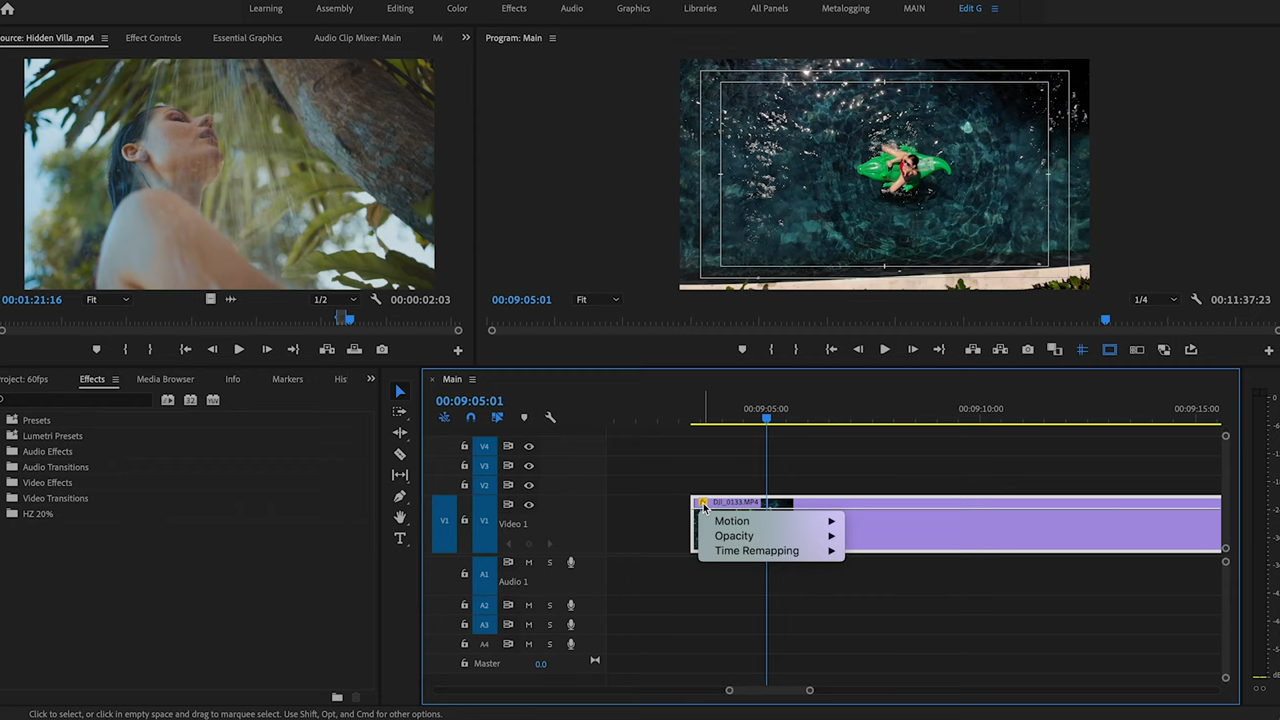 Learning Assembly Editing Color Effects Audio Graphics Libraries All Panels Metalogging MAIN Edit G
ource: Hidden Villa .mp4 Effect Controls Essential Graphics Audio Clip Mixer: Main Me
Program: Main
00:01:21:16 Fit 1/2 00:00:02:03
00:09:05:01 Fit 1/4 00:11:37:23
roject: 60fps Effects Media Browser Info Markers His
Presets
Lumetri Presets
Audio Effects
Audio Transitions
Video Effects
Video Transitions
HZ 20%
Main
00:09:05:01
00:09:05:00 00:09:10:00 00:09:15:00
V4
V3
V2
V1 V1 Video 1
DJI_0133.MP4
Motion
Opacity
Time Remapping
A1 M S
Audio 1
A2 M S
A3 M S
A4 M S
Master 0.0
Click to select, or click in empty space and drag to marquee select. Use Shift, Opt, and Cmd for other options.